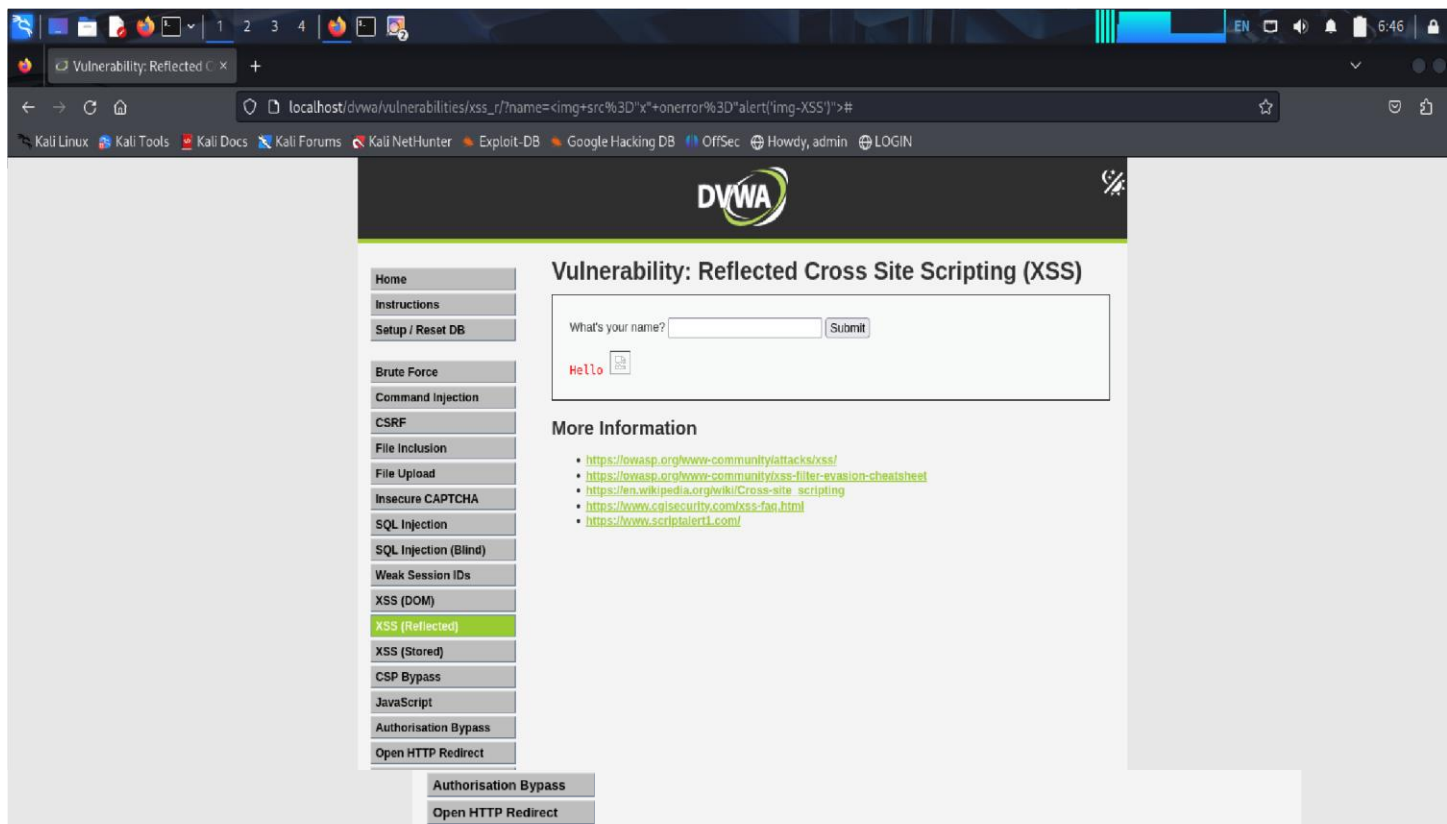 1 2 3 4 EN 6:46
Vulnerability: Reflected C × +
localhost/dvwa/vulnerabilities/xss_r/?name=<img+src%3D"x"+onerror%3D"alert('img-XSS')">#
Kali Linux Kali Tools Kali Docs Kali Forums Kali NetHunter Exploit-DB Google Hacking DB OffSec Howdy, admin LOGIN
DVWA
Home
Instructions
Setup / Reset DB
Brute Force
Command Injection
CSRF
File Inclusion
File Upload
Insecure CAPTCHA
SQL Injection
SQL Injection (Blind)
Weak Session IDs
XSS (DOM)
XSS (Reflected)
XSS (Stored)
CSP Bypass
JavaScript
Authorisation Bypass
Open HTTP Redirect
Vulnerability: Reflected Cross Site Scripting (XSS)
What's your name? Submit
Hello
More Information
• https://owasp.org/www-community/attacks/xss/
• https://owasp.org/www-community/xss-filter-evasion-cheatsheet
• https://en.wikipedia.org/wiki/Cross-site_scripting
• https://www.cgisecurity.com/xss-faq.html
• https://www.scriptalert1.com/
Authorisation Bypass
Open HTTP Redirect